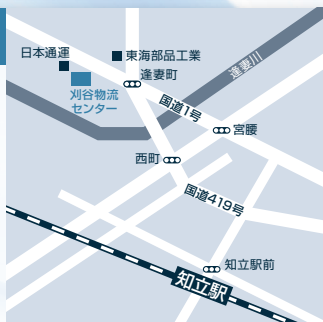 日本通運
東海部品工業
逢妻町
逢妻川
刈谷物流
センター
国道1号
宮腰
西町
国道419号
知立駅前
知立駅